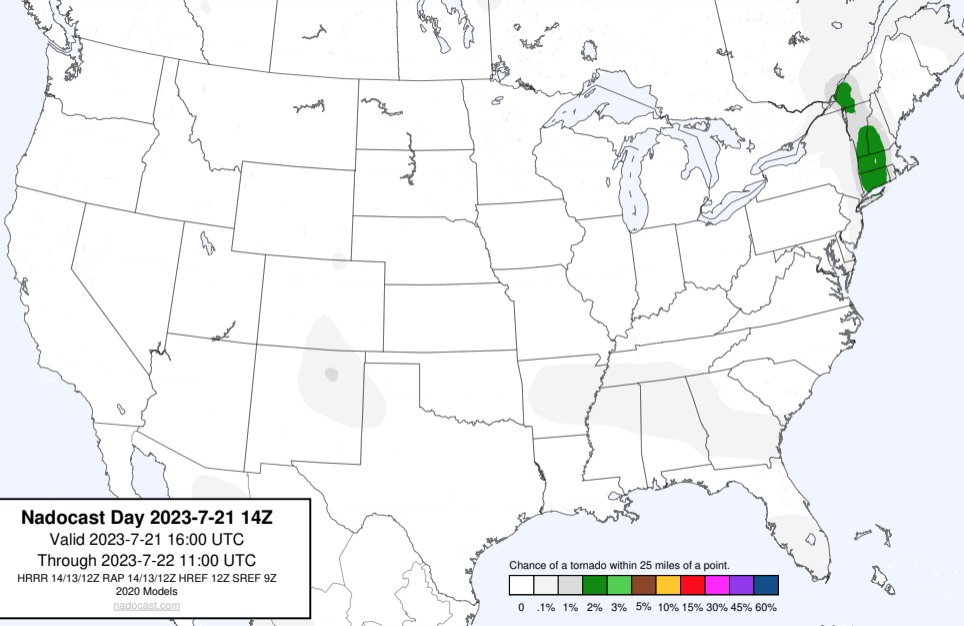 Nadocast Day 2023-7-21 14Z
Valid 2023-7-21 16:00 UTC
Through 2023-7-22 11:00 UTC
HRRR 14/13/12Z RAP 14/13/12Z HREF 12Z SREF 9Z
2020 Models
nadocast.com
Chance of a tornado within 25 miles of a point.
0 .1% 1% 2% 3% 5% 10% 15% 30% 45% 60%